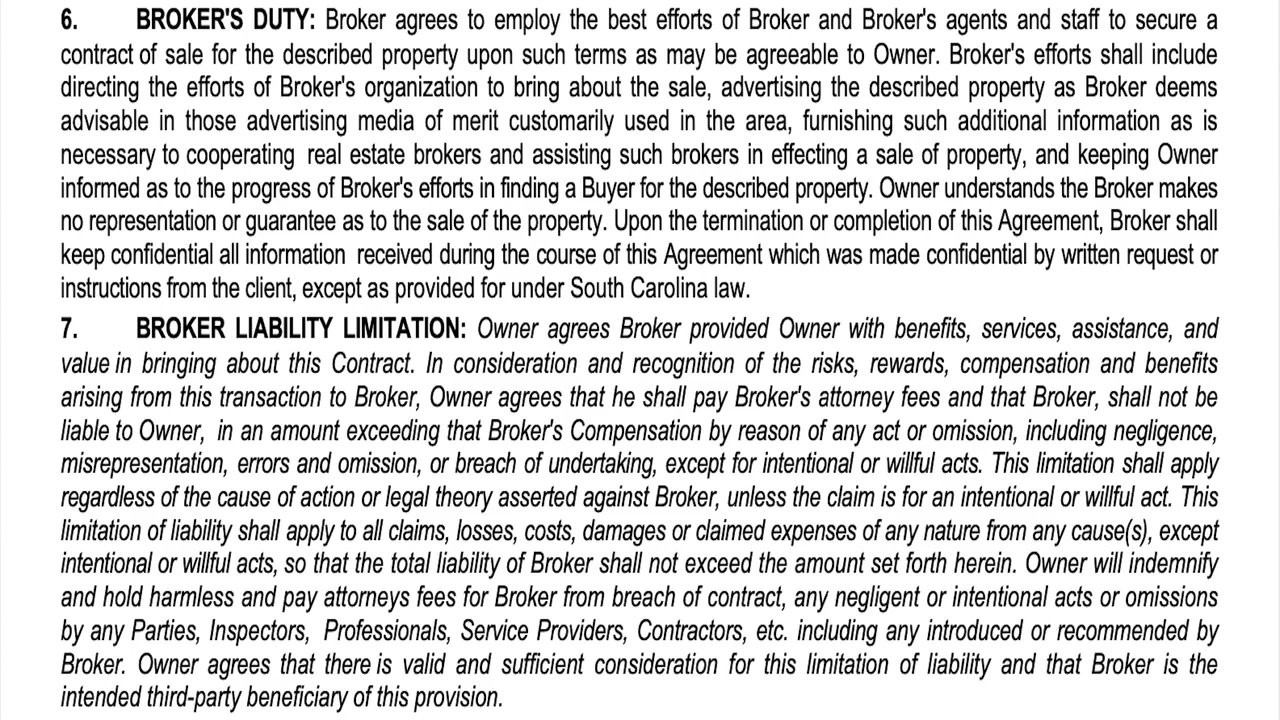 6. BROKER'S DUTY: Broker agrees to employ the best efforts of Broker and Broker's agents and staff to secure a
contract of sale for the described property upon such terms as may be agreeable to Owner. Broker's efforts shall include
directing the efforts of Broker's organization to bring about the sale, advertising the described property as Broker deems
advisable in those advertising media of merit customarily used in the area, furnishing such additional information as is
necessary to cooperating real estate brokers and assisting such brokers in effecting a sale of property, and keeping Owner
informed as to the progress of Broker's efforts in finding a Buyer for the described property. Owner understands the Broker makes
no representation or guarantee as to the sale of the property. Upon the termination or completion of this Agreement, Broker shall
keep confidential all information received during the course of this Agreement which was made confidential by written request or
instructions from the client, except as provided for under South Carolina law.
7. BROKER LIABILITY LIMITATION: Owner agrees Broker provided Owner with benefits, services, assistance, and
value in bringing about this Contract. In consideration and recognition of the risks, rewards, compensation and benefits
arising from this transaction to Broker, Owner agrees that he shall pay Broker's attorney fees and that Broker, shall not be
liable to Owner, in an amount exceeding that Broker's Compensation by reason of any act or omission, including negligence,
misrepresentation, errors and omission, or breach of undertaking, except for intentional or willful acts. This limitation shall apply
regardless of the cause of action or legal theory asserted against Broker, unless the claim is for an intentional or willful act. This
limitation of liability shall apply to all claims, losses, costs, damages or claimed expenses of any nature from any cause(s), except
intentional or willful acts, so that the total liability of Broker shall not exceed the amount set forth herein. Owner will indemnify
and hold harmless and pay attorneys fees for Broker from breach of contract, any negligent or intentional acts or omissions
by any Parties, Inspectors, Professionals, Service Providers, Contractors, etc. including any introduced or recommended by
Broker. Owner agrees that there is valid and sufficient consideration for this limitation of liability and that Broker is the
intended third-party beneficiary of this provision.